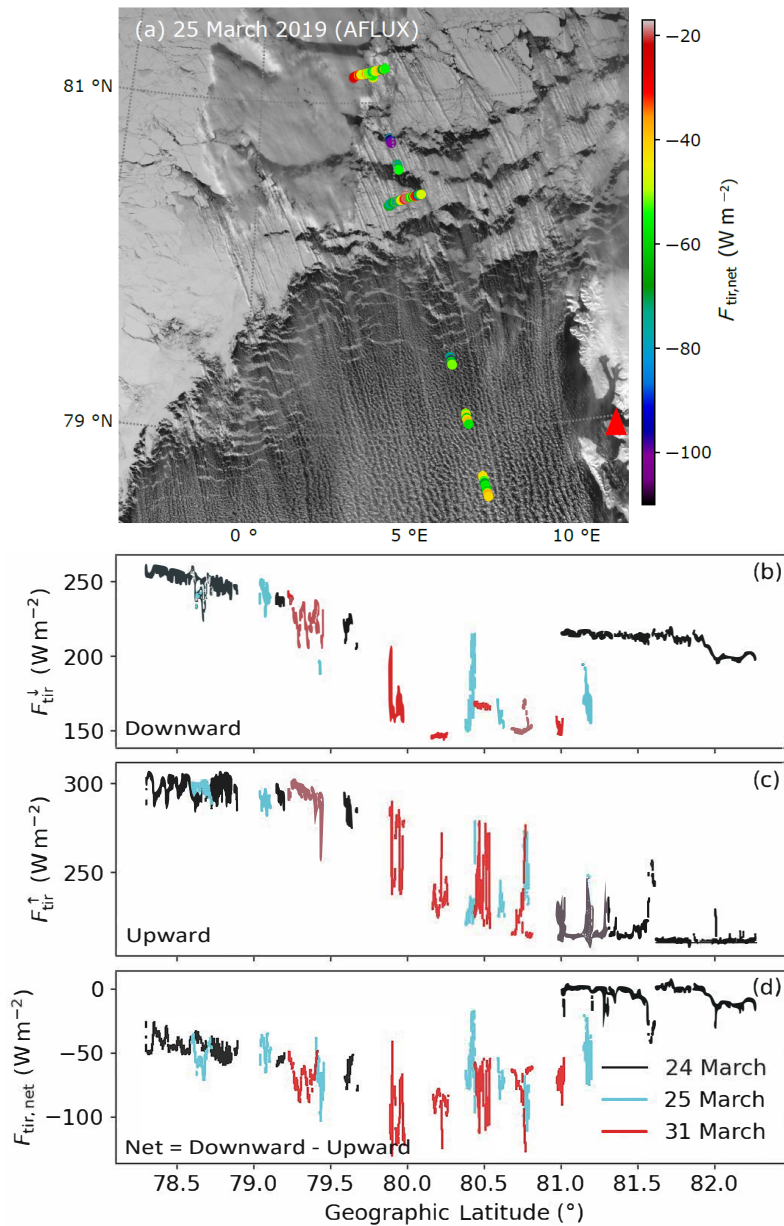 (a) 25 March 2019 (AFLUX)
81 °N
79 °N
0 °
5 °E
10 °E
−20
−40
−60
−80
−100
F_tir,net (W m⁻²)
250
200
150
F_tir^↓ (W m⁻²)
(b)
Downward
300
250
F_tir^↑ (W m⁻²)
(c)
Upward
0
−50
−100
F_tir,net (W m⁻²)
(d)
24 March
25 March
31 March
Net = Downward - Upward
78.5 79.0 79.5 80.0 80.5 81.0 81.5 82.0
Geographic Latitude (°)